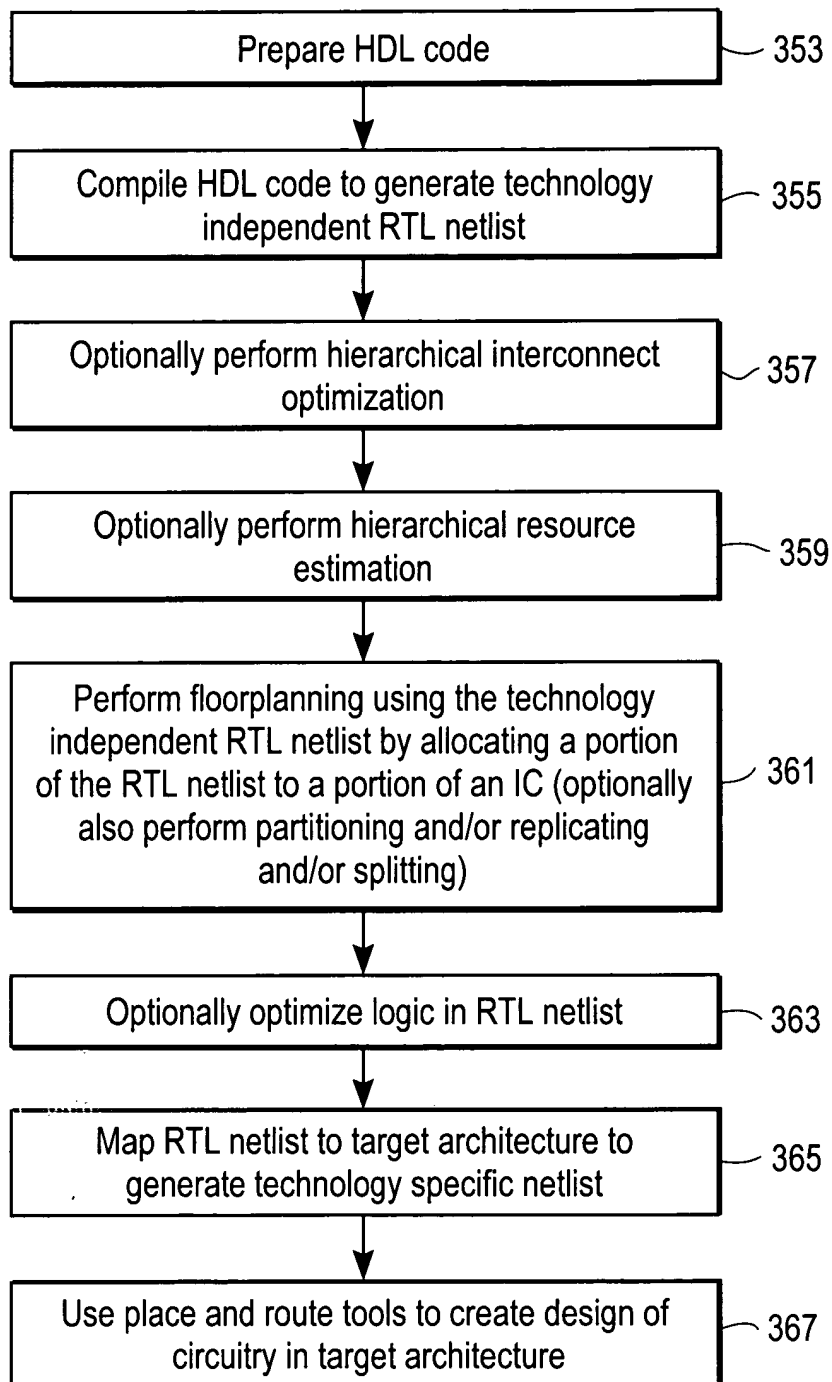 Prepare HDL code
353
Compile HDL code to generate technology
independent RTL netlist
355
Optionally perform hierarchical interconnect
optimization
357
Optionally perform hierarchical resource
estimation
359
Perform floorplanning using the technology
independent RTL netlist by allocating a portion
of the RTL netlist to a portion of an IC (optionally
also perform partitioning and/or replicating
and/or splitting)
361
Optionally optimize logic in RTL netlist
363
Map RTL netlist to target architecture to
generate technology specific netlist
365
Use place and route tools to create design of
circuitry in target architecture
367